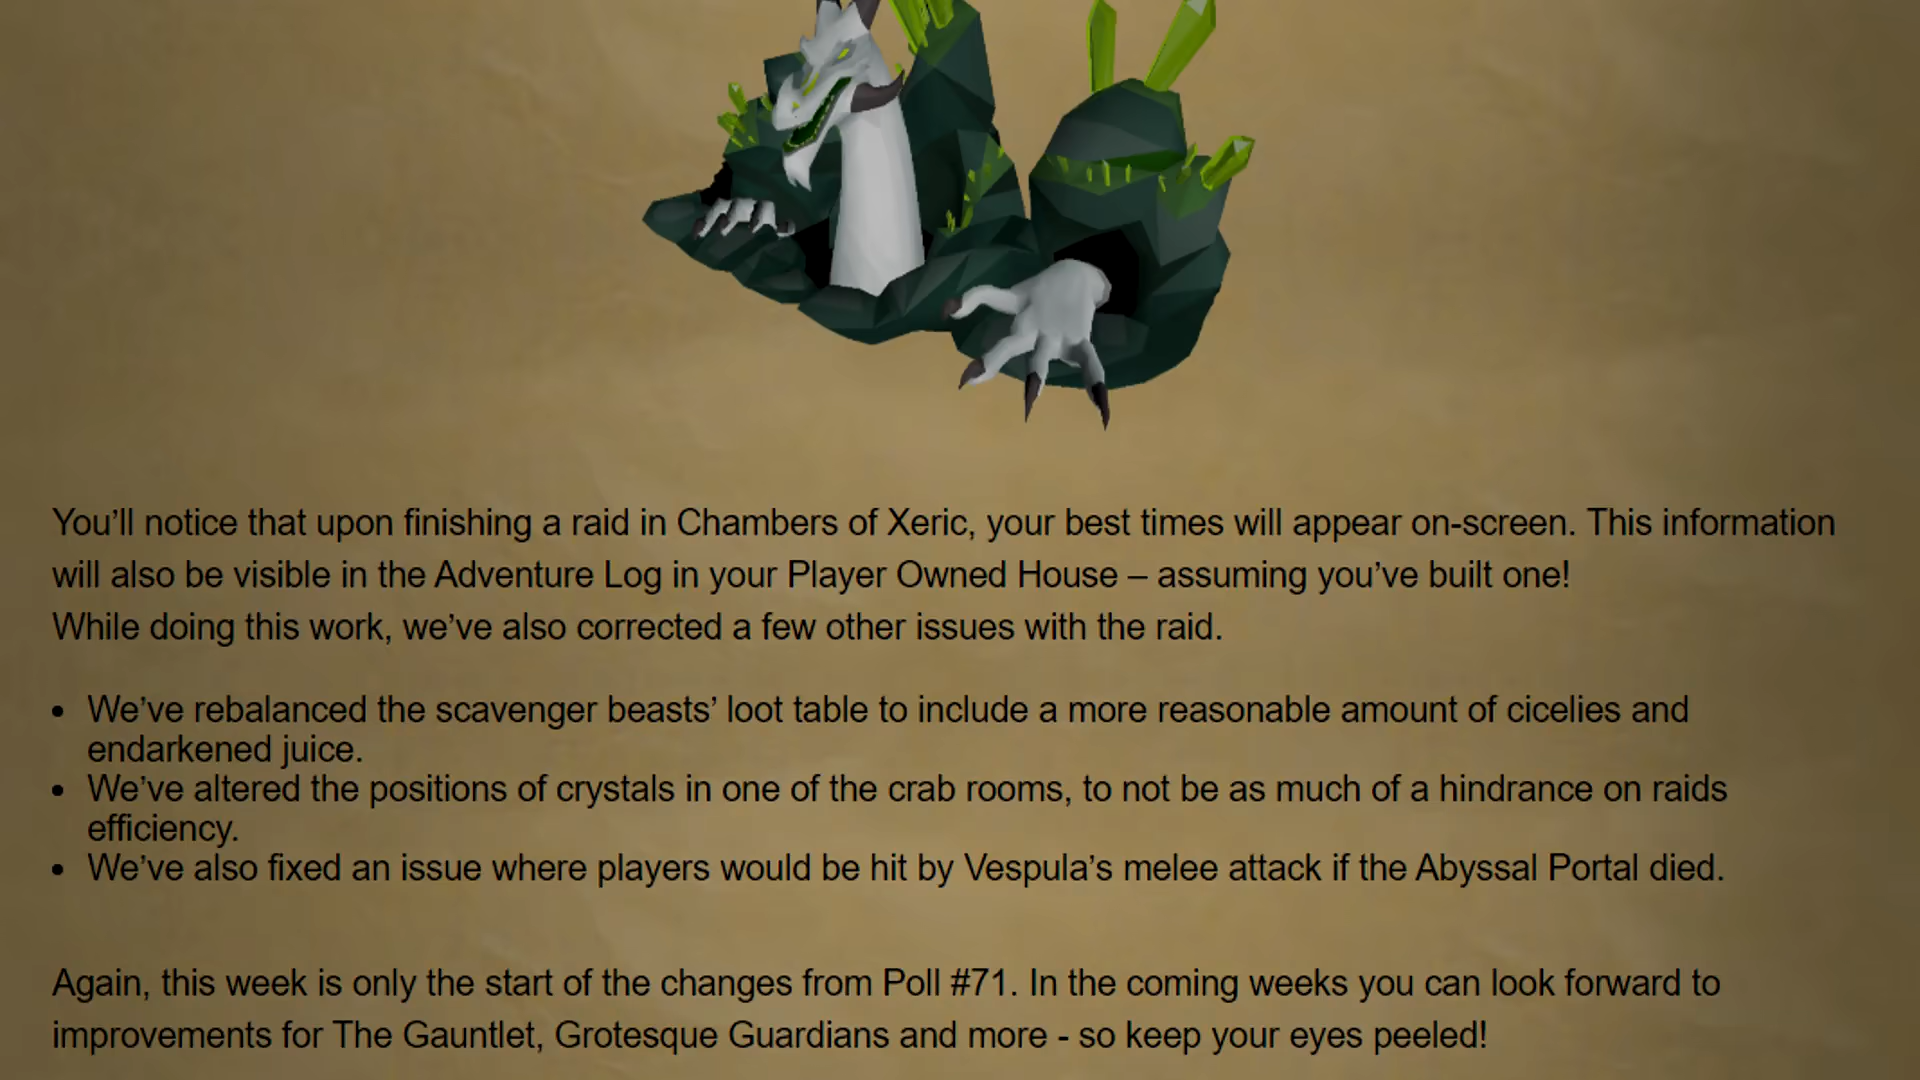 You’ll notice that upon finishing a raid in Chambers of Xeric, your best times will appear on-screen. This information
will also be visible in the Adventure Log in your Player Owned House – assuming you’ve built one!
While doing this work, we’ve also corrected a few other issues with the raid.
• We’ve rebalanced the scavenger beasts’ loot table to include a more reasonable amount of cicelies and
endarkened juice.
• We’ve altered the positions of crystals in one of the crab rooms, to not be as much of a hindrance on raids
efficiency.
• We’ve also fixed an issue where players would be hit by Vespula’s melee attack if the Abyssal Portal died.
Again, this week is only the start of the changes from Poll #71. In the coming weeks you can look forward to
improvements for The Gauntlet, Grotesque Guardians and more - so keep your eyes peeled!